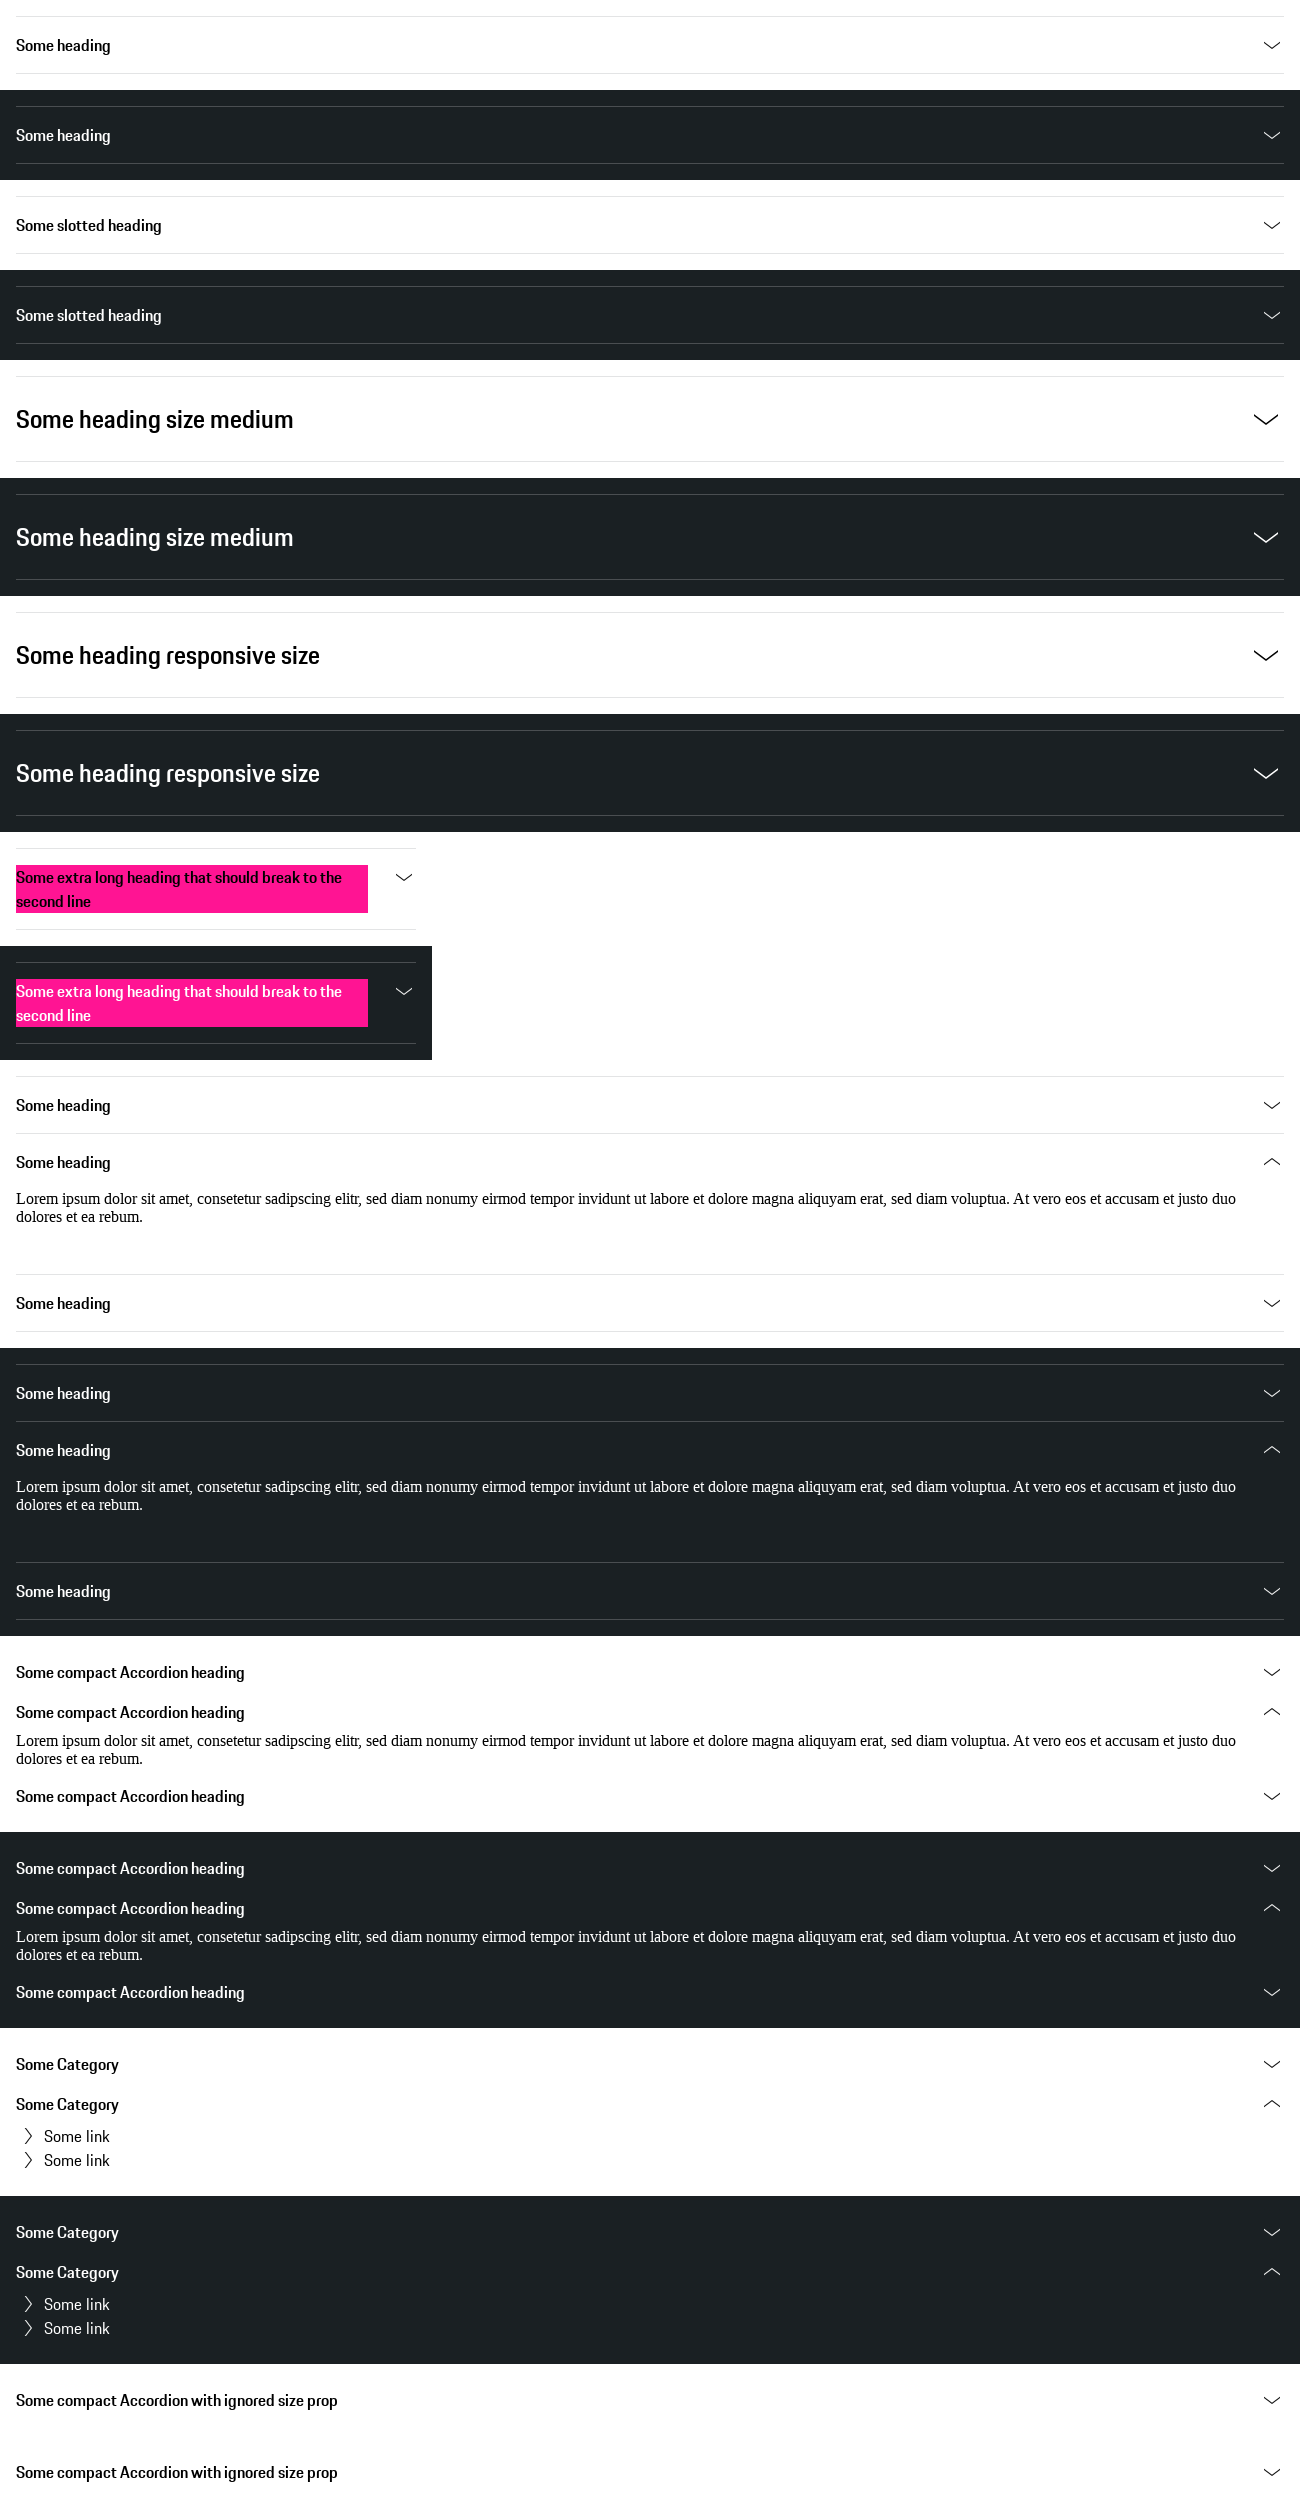 Some heading
Some heading
Some slotted heading
Some slotted heading
Some heading size medium
Some heading size medium
Some heading responsive size
Some heading responsive size
Some extra long heading that should break to the
second line
Some extra long heading that should break to the
second line
Some heading
Some heading
Lorem ipsum dolor sit amet, consetetur sadipscing elitr, sed diam nonumy eirmod tempor invidunt ut labore et dolore magna aliquyam erat, sed diam voluptua. At vero eos et accusam et justo duo
dolores et ea rebum.
Some heading
Some heading
Some heading
Lorem ipsum dolor sit amet, consetetur sadipscing elitr, sed diam nonumy eirmod tempor invidunt ut labore et dolore magna aliquyam erat, sed diam voluptua. At vero eos et accusam et justo duo
dolores et ea rebum.
Some heading
Some compact Accordion heading
Some compact Accordion heading
Lorem ipsum dolor sit amet, consetetur sadipscing elitr, sed diam nonumy eirmod tempor invidunt ut labore et dolore magna aliquyam erat, sed diam voluptua. At vero eos et accusam et justo duo
dolores et ea rebum.
Some compact Accordion heading
Some compact Accordion heading
Some compact Accordion heading
Lorem ipsum dolor sit amet, consetetur sadipscing elitr, sed diam nonumy eirmod tempor invidunt ut labore et dolore magna aliquyam erat, sed diam voluptua. At vero eos et accusam et justo duo
dolores et ea rebum.
Some compact Accordion heading
Some Category
Some Category
Some link
Some link
Some Category
Some Category
Some link
Some link
Some compact Accordion with ignored size prop
Some compact Accordion with ignored size prop